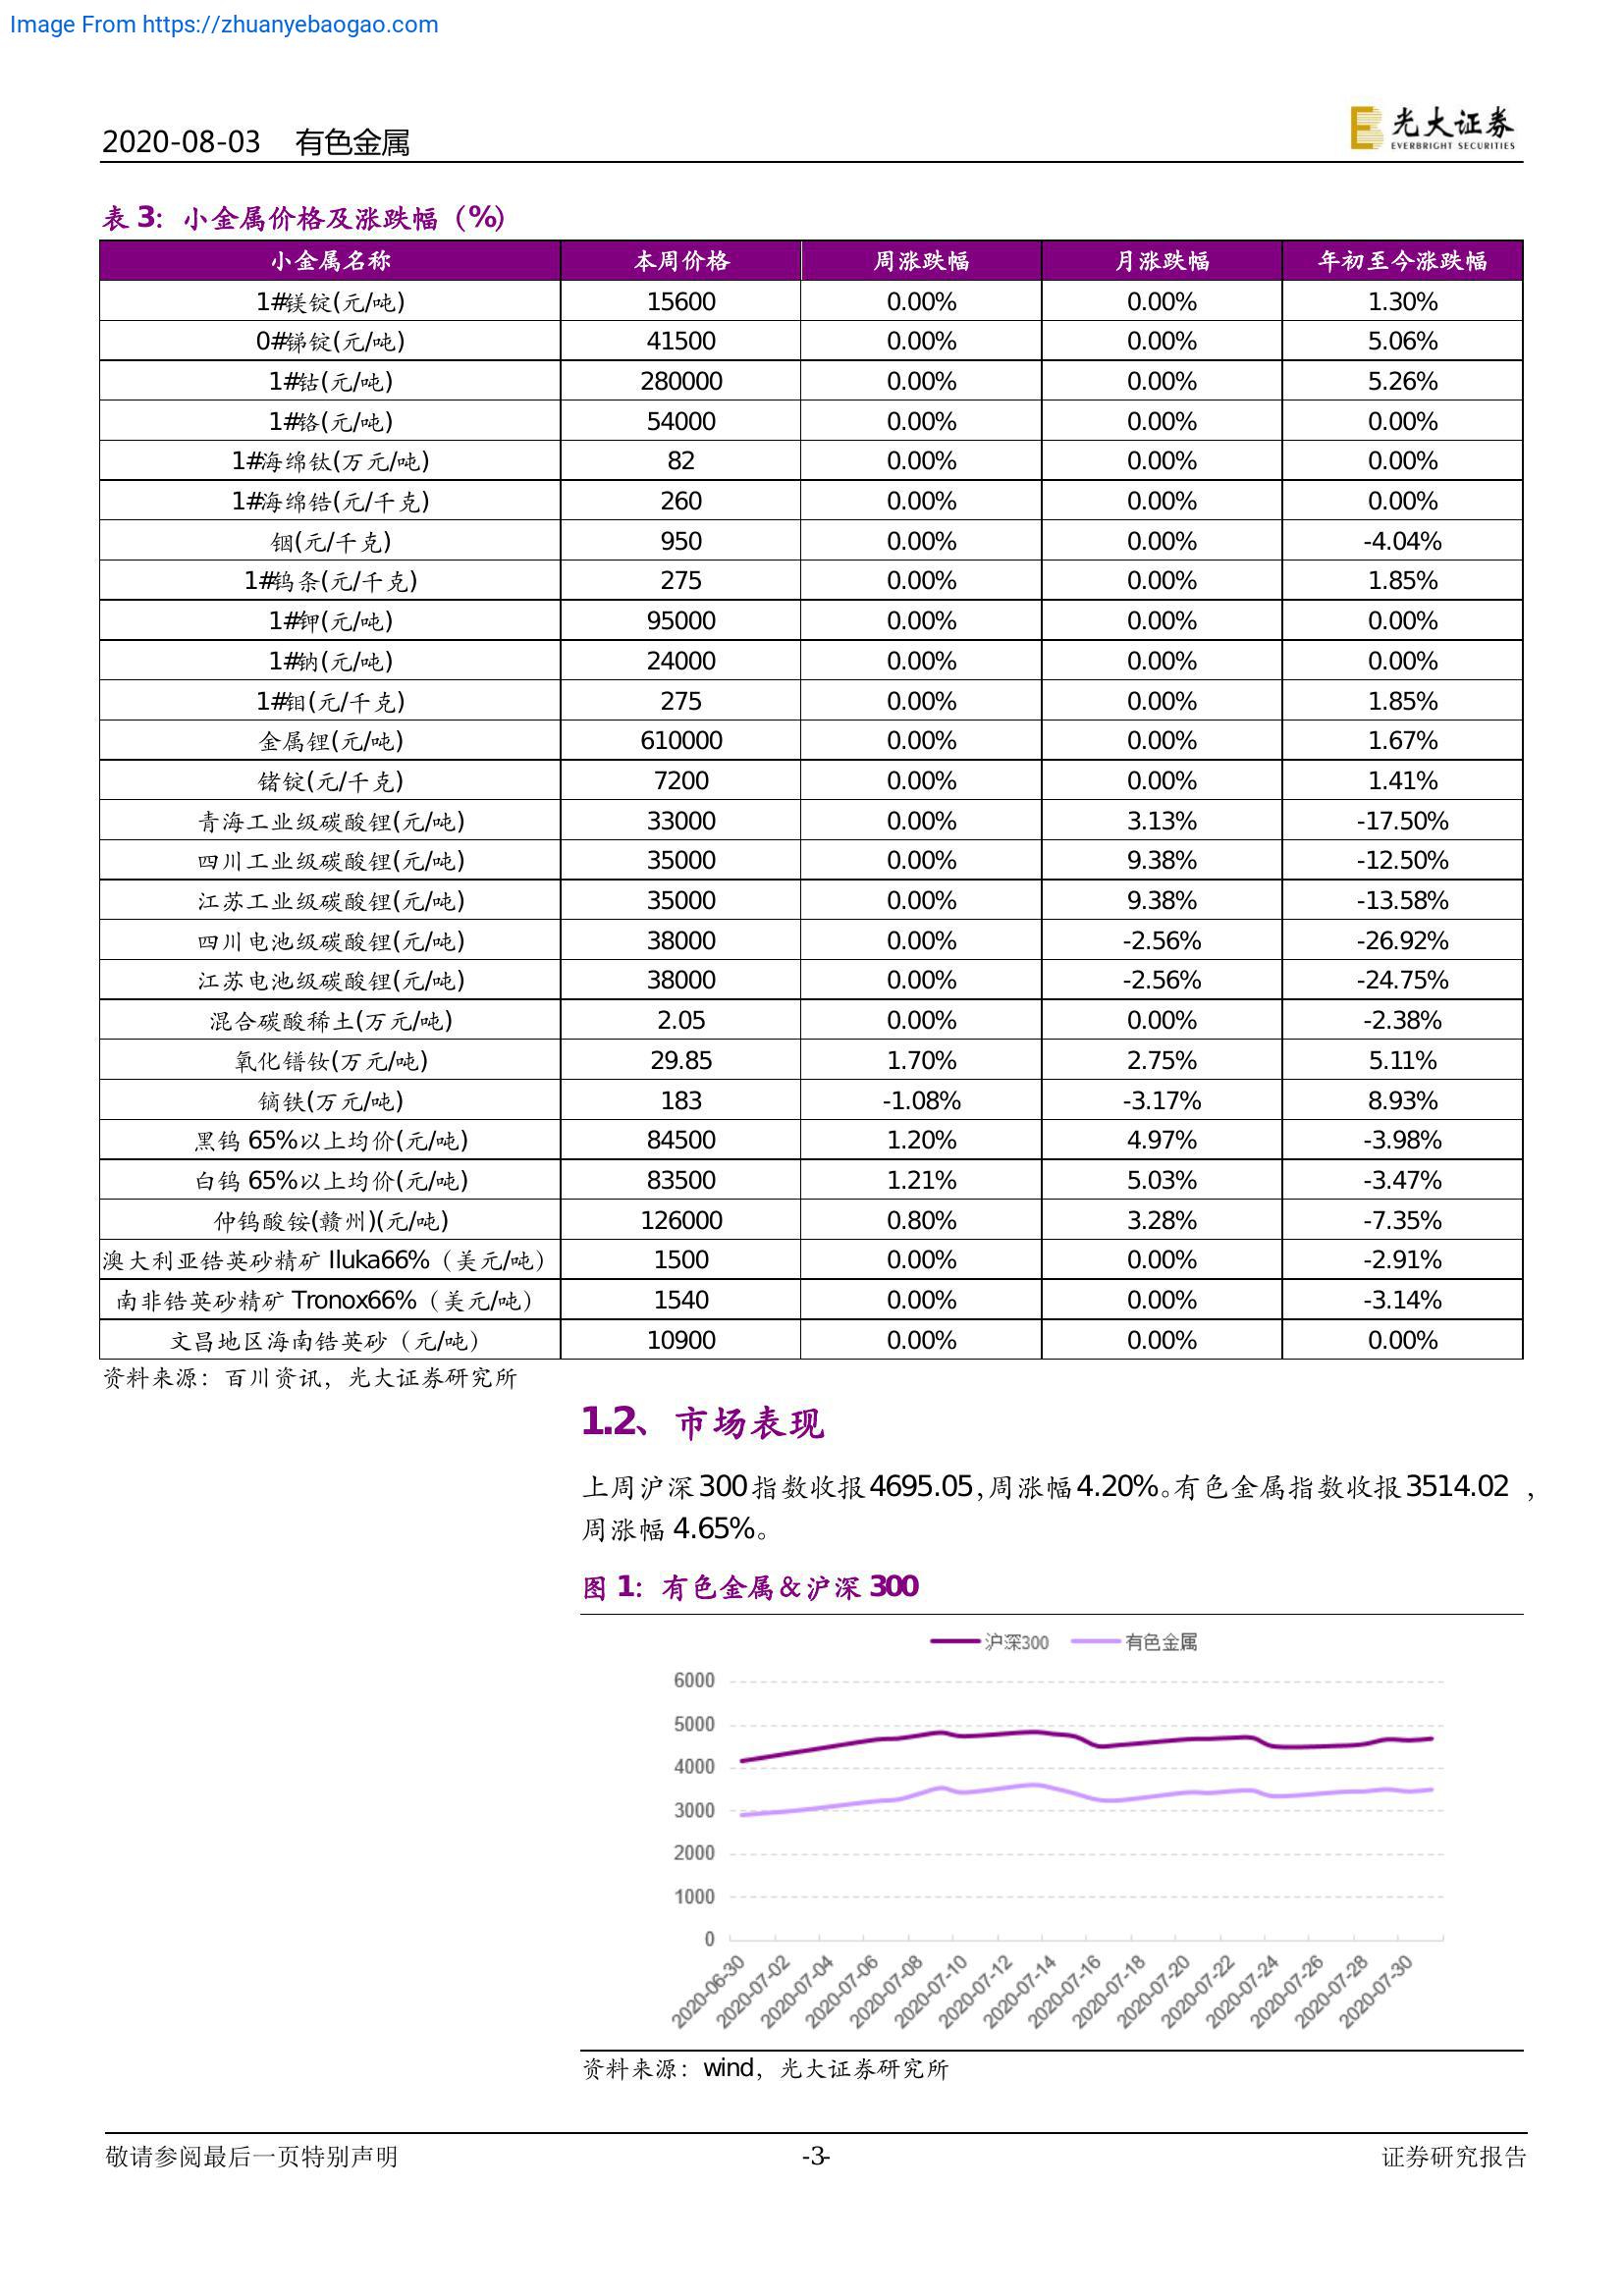 Image From https://zhuanyebaogao.com
2020-08-03 有色金属
光大证券
EVERBRIGHT SECURITIES
表 3：小金属价格及涨跌幅（%）
小金属名称 本周价格 周涨跌幅 月涨跌幅 年初至今涨跌幅
1#镁锭(元/吨) 15600 0.00% 0.00% 1.30%
0#锑锭(元/吨) 41500 0.00% 0.00% 5.06%
1#钴(元/吨) 280000 0.00% 0.00% 5.26%
1#铬(元/吨) 54000 0.00% 0.00% 0.00%
1#海绵钛(万元/吨) 82 0.00% 0.00% 0.00%
1#海绵锆(元/千克) 260 0.00% 0.00% 0.00%
铟(元/千克) 950 0.00% 0.00% -4.04%
1#钨条(元/千克) 275 0.00% 0.00% 1.85%
1#钾(元/吨) 95000 0.00% 0.00% 0.00%
1#钠(元/吨) 24000 0.00% 0.00% 0.00%
1#钼(元/千克) 275 0.00% 0.00% 1.85%
金属锂(元/吨) 610000 0.00% 0.00% 1.67%
锗锭(元/千克) 7200 0.00% 0.00% 1.41%
青海工业级碳酸锂(元/吨) 33000 0.00% 3.13% -17.50%
四川工业级碳酸锂(元/吨) 35000 0.00% 9.38% -12.50%
江苏工业级碳酸锂(元/吨) 35000 0.00% 9.38% -13.58%
四川电池级碳酸锂(元/吨) 38000 0.00% -2.56% -26.92%
江苏电池级碳酸锂(元/吨) 38000 0.00% -2.56% -24.75%
混合碳酸稀土(万元/吨) 2.05 0.00% 0.00% -2.38%
氧化镨钕(万元/吨) 29.85 1.70% 2.75% 5.11%
镝铁(万元/吨) 183 -1.08% -3.17% 8.93%
黑钨 65%以上均价(元/吨) 84500 1.20% 4.97% -3.98%
白钨 65%以上均价(元/吨) 83500 1.21% 5.03% -3.47%
仲钨酸铵(赣州)(元/吨) 126000 0.80% 3.28% -7.35%
澳大利亚锆英砂精矿 Iluka66%（美元/吨） 1500 0.00% 0.00% -2.91%
南非锆英砂精矿 Tronox66%（美元/吨） 1540 0.00% 0.00% -3.14%
文昌地区海南锆英砂（元/吨） 10900 0.00% 0.00% 0.00%
资料来源：百川资讯，光大证券研究所
1.2、市场表现
上周沪深 300 指数收报 4695.05，周涨幅 4.20%。有色金属指数收报 3514.02，
周涨幅 4.65%。
图 1：有色金属&沪深 300
沪深300 有色金属
6000
5000
4000
3000
2000
1000
0
2020-06-30 2020-07-02 2020-07-04 2020-07-06 2020-07-08 2020-07-10 2020-07-12 2020-07-14 2020-07-16 2020-07-18 2020-07-20 2020-07-22 2020-07-24 2020-07-26 2020-07-28 2020-07-30
资料来源：wind，光大证券研究所
敬请参阅最后一页特别声明 -3- 证券研究报告